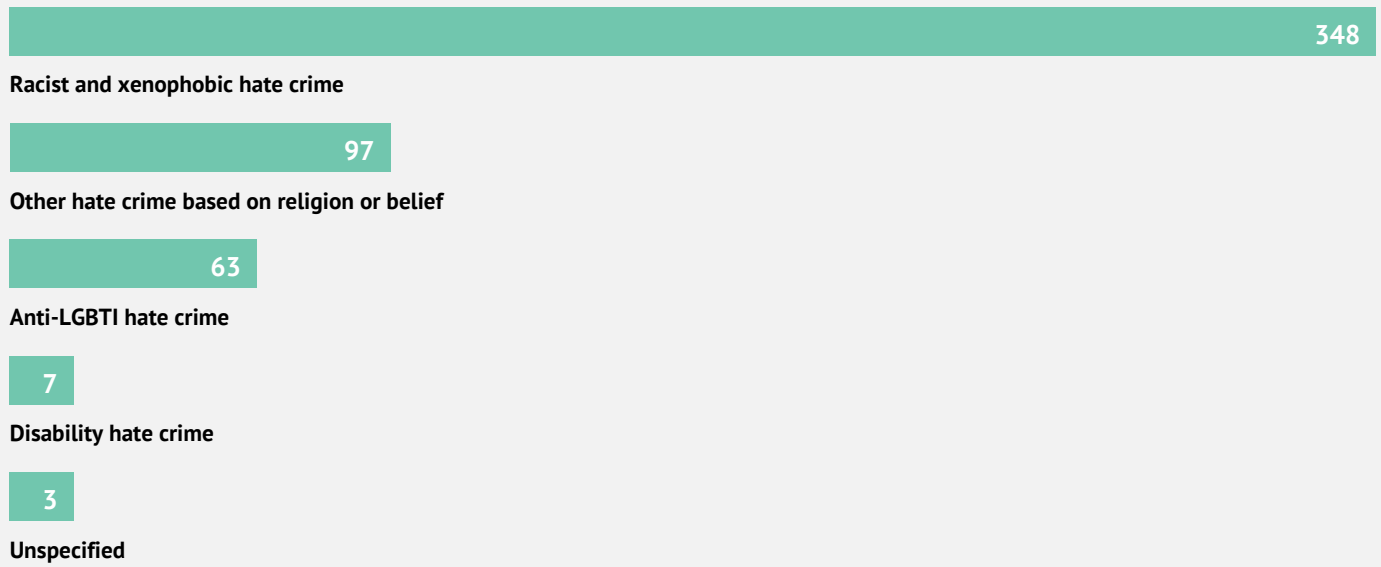 348
Racist and xenophobic hate crime
97
Other hate crime based on religion or belief
63
Anti-LGBTI hate crime
7
Disability hate crime
3
Unspecified